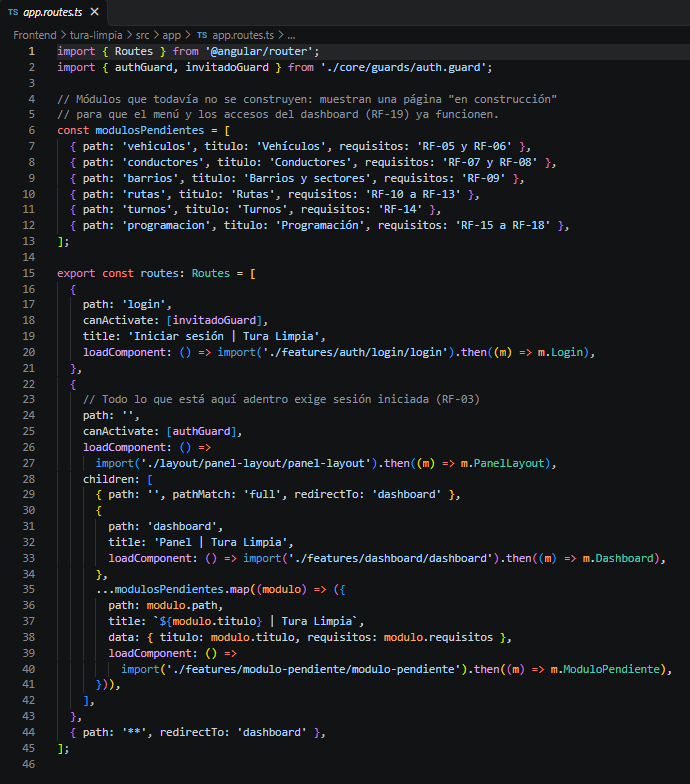 TS app.routes.ts ×
Frontend > tura-limpia > src > app > TS app.routes.ts > ...
1 import { Routes } from '@angular/router';
2 import { authGuard, invitadoGuard } from './core/guards/auth.guard';
3
4 // Módulos que todavía no se construyen: muestran una página "en construcción"
5 // para que el menú y los accesos del dashboard (RF-19) ya funcionen.
6 const modulosPendientes = [
7   { path: 'vehiculos', titulo: 'Vehículos', requisitos: 'RF-05 y RF-06' },
8   { path: 'conductores', titulo: 'Conductores', requisitos: 'RF-07 y RF-08' },
9   { path: 'barrios', titulo: 'Barrios y sectores', requisitos: 'RF-09' },
10   { path: 'rutas', titulo: 'Rutas', requisitos: 'RF-10 a RF-13' },
11   { path: 'turnos', titulo: 'Turnos', requisitos: 'RF-14' },
12   { path: 'programacion', titulo: 'Programación', requisitos: 'RF-15 a RF-18' },
13 ];
14
15 export const routes: Routes = [
16   {
17     path: 'login',
18     canActivate: [invitadoGuard],
19     title: 'Iniciar sesión | Tura Limpia',
20     loadComponent: () => import('./features/auth/login/login').then((m) => m.Login),
21   },
22   {
23     // Todo lo que está aquí adentro exige sesión iniciada (RF-03)
24     path: '',
25     canActivate: [authGuard],
26     loadComponent: () =>
27       import('./layout/panel-layout/panel-layout').then((m) => m.PanelLayout),
28     children: [
29       { path: '', pathMatch: 'full', redirectTo: 'dashboard' },
30       {
31         path: 'dashboard',
32         title: 'Panel | Tura Limpia',
33         loadComponent: () => import('./features/dashboard/dashboard').then((m) => m.Dashboard),
34       },
35       ...modulosPendientes.map((modulo) => ({
36         path: modulo.path,
37         title: `${modulo.titulo} | Tura Limpia`,
38         data: { titulo: modulo.titulo, requisitos: modulo.requisitos },
39         loadComponent: () =>
40           import('./features/modulo-pendiente/modulo-pendiente').then((m) => m.ModuloPendiente),
41       })),
42     ],
43   },
44   { path: '**', redirectTo: 'dashboard' },
45 ];
46